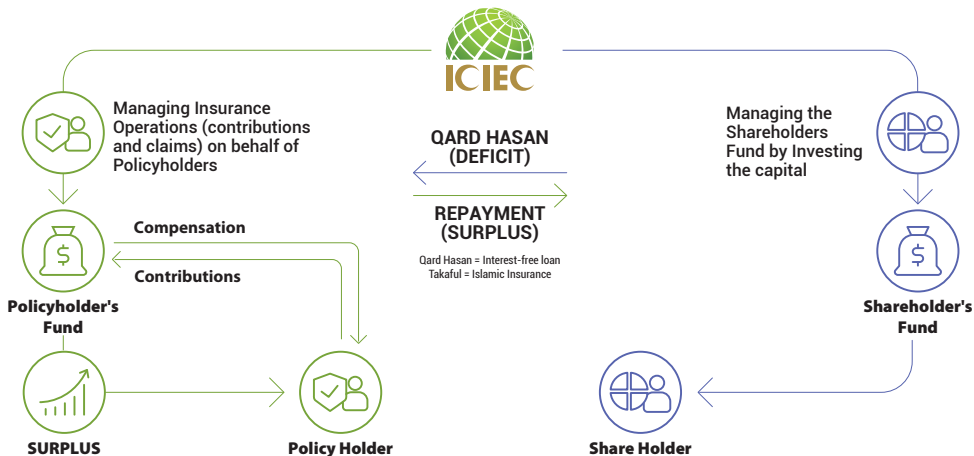 ICIEC
Managing Insurance
Operations (contributions
and claims) on behalf of
Policyholders
QARD HASAN
(DEFICIT)
Managing the
Shareholders
Fund by Investing
the capital
REPAYMENT
(SURPLUS)
Qard Hasan = Interest-free loan
Takaful = Islamic Insurance
Compensation
Contributions
$
Policyholder's
Fund
$
Shareholder's
Fund
SURPLUS
Policy Holder
Share Holder